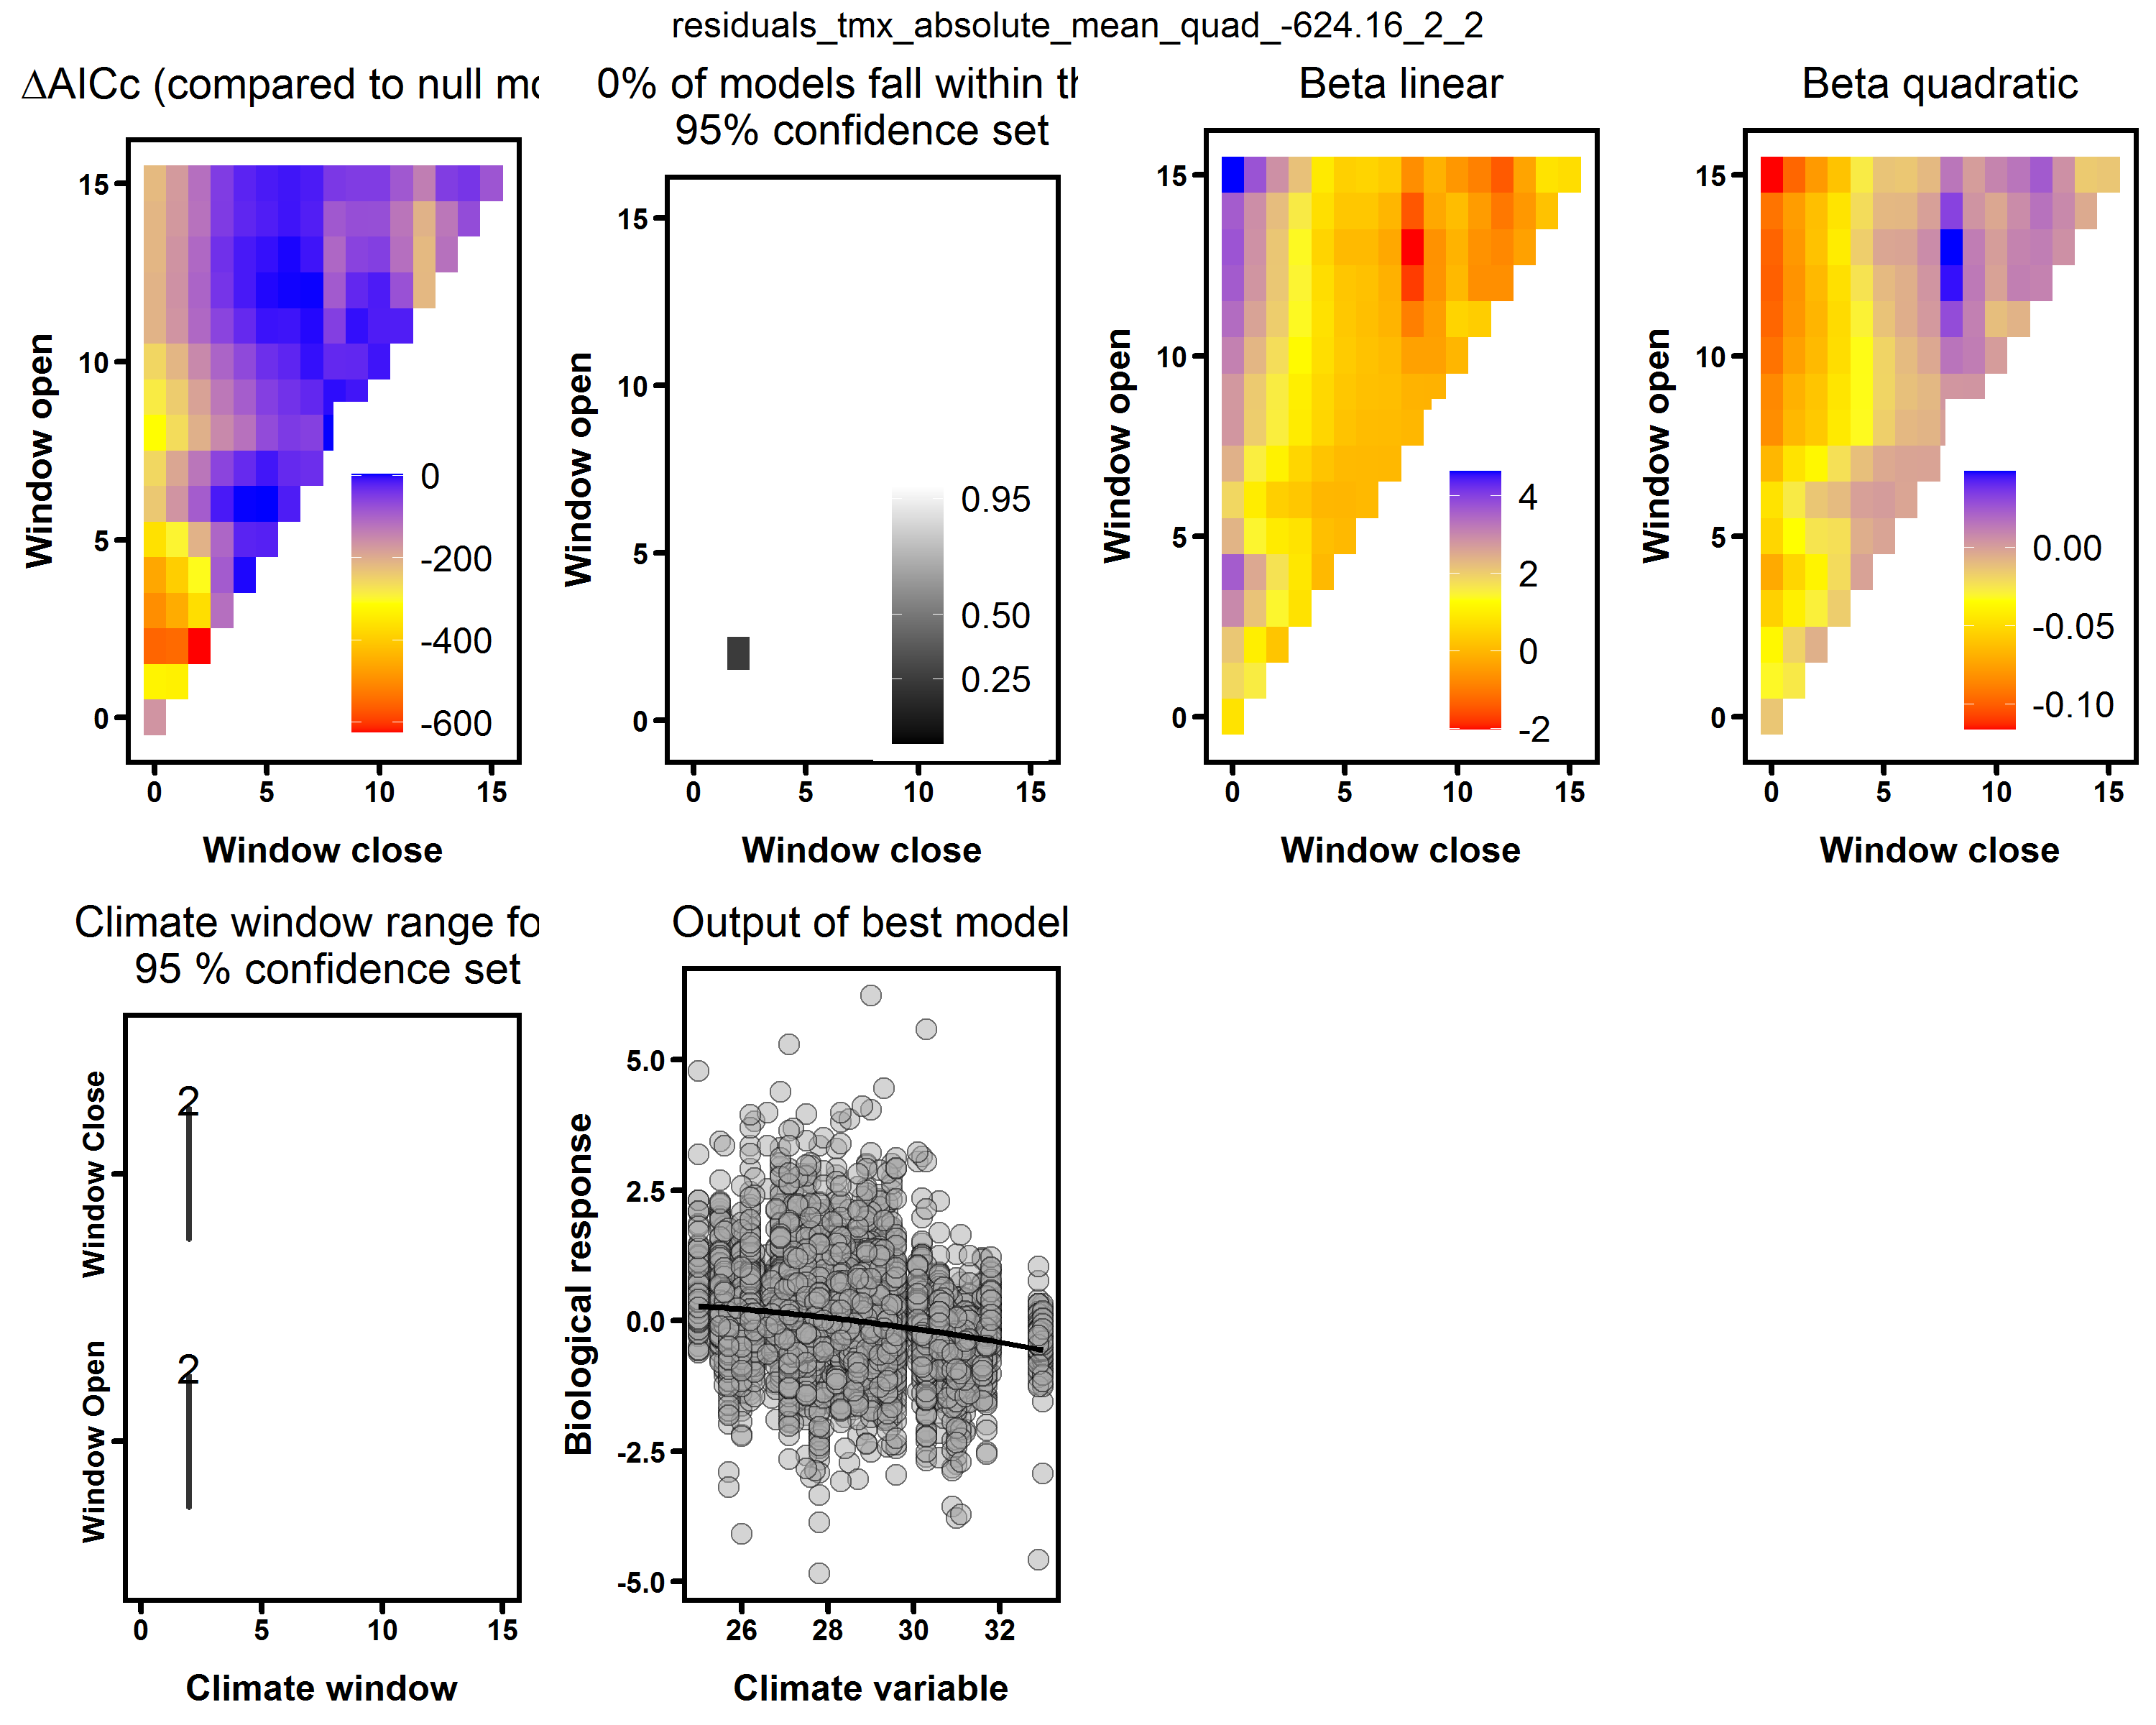 residuals_tmx_absolute_mean_quad_-624.16_2_2
ΔAICc (compared to null mo
15
10
5
0
0
5
10
15
Window open
Window close
0
-200
-400
-600
0% of models fall within th
95% confidence set
15
10
5
0
0
5
10
15
Window open
Window close
0.95
0.50
0.25
Beta linear
15
10
5
0
0
5
10
15
Window open
Window close
4
2
0
-2
Beta quadratic
15
10
5
0
0
5
10
15
Window open
Window close
0.00
-0.05
-0.10
Climate window range fo
95 % confidence set
Window Close
Window Open
2
2
0
5
10
15
Climate window
Output of best model
5.0
2.5
0.0
-2.5
-5.0
26
28
30
32
Biological response
Climate variable